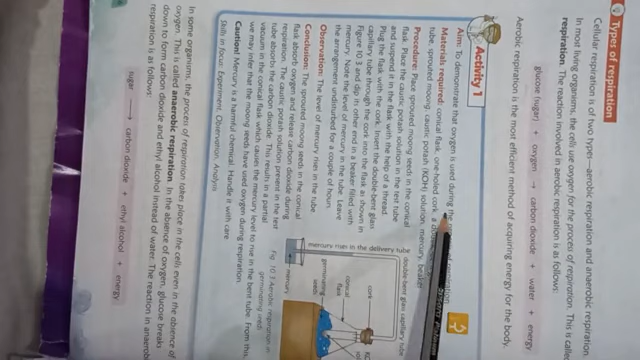 Types of respiration
Cellular respiration is of two types—aerobic respiration and anaerobic respiration.
In most living organisms, the cells use oxygen for the process of respiration. This is called
respiration. The reaction involved in aerobic respiration is as follows:
glucose (sugar) + oxygen → carbon dioxide + water + energy
Aerobic respiration is the most efficient method of acquiring energy for the body.
Activity 1
Aim: To demonstrate that oxygen is used during the respiration
Materials required: conical flask, one-holed cork, a
tube, sprouted moong, caustic potash (KOH) solution, mercury, beaker
Procedure: Place sprouted moong seeds in the conical
flask. Place the caustic potash solution in the test tube
and suspend it in the flask with the help of a thread.
Plug the flask with the cork. Insert the double-bent glass
capillary tube through the cork into the flask as shown in
Figure 10.3 and dip its other end in a beaker filled with
mercury. Note the level of mercury in the tube. Leave
the arrangement undisturbed for a couple of hours.
Observation: The level of mercury rises in the tube.
Conclusion: The sprouted moong seeds in the conical
flask absorb oxygen and release carbon dioxide during
respiration. The caustic potash solution present in the test
tube absorbs the carbon dioxide. This results in a partial
vacuum in the conical flask which causes the mercury level to rise in the bent tube. From this,
we may infer that the moong seeds have used oxygen during respiration.
Caution! Mercury is a harmful chemical. Handle it with care.
Skills in focus: Experiment, Observation, Analysis
double-bent glass capillary tube
mercury rises in the delivery tube
cork
conical
flask
germinating
seeds
mercury
Fig. 10.3 Aerobic respiration in
germinating seeds
In some organisms, the process of respiration takes place in the cells even in the absence of
oxygen. This is called anaerobic respiration. In the absence of oxygen, glucose breaks
down to form carbon dioxide and ethyl alcohol instead of water. The reaction in anaerob
respiration is as follows:
sugar → carbon dioxide + ethyl alcohol + energy